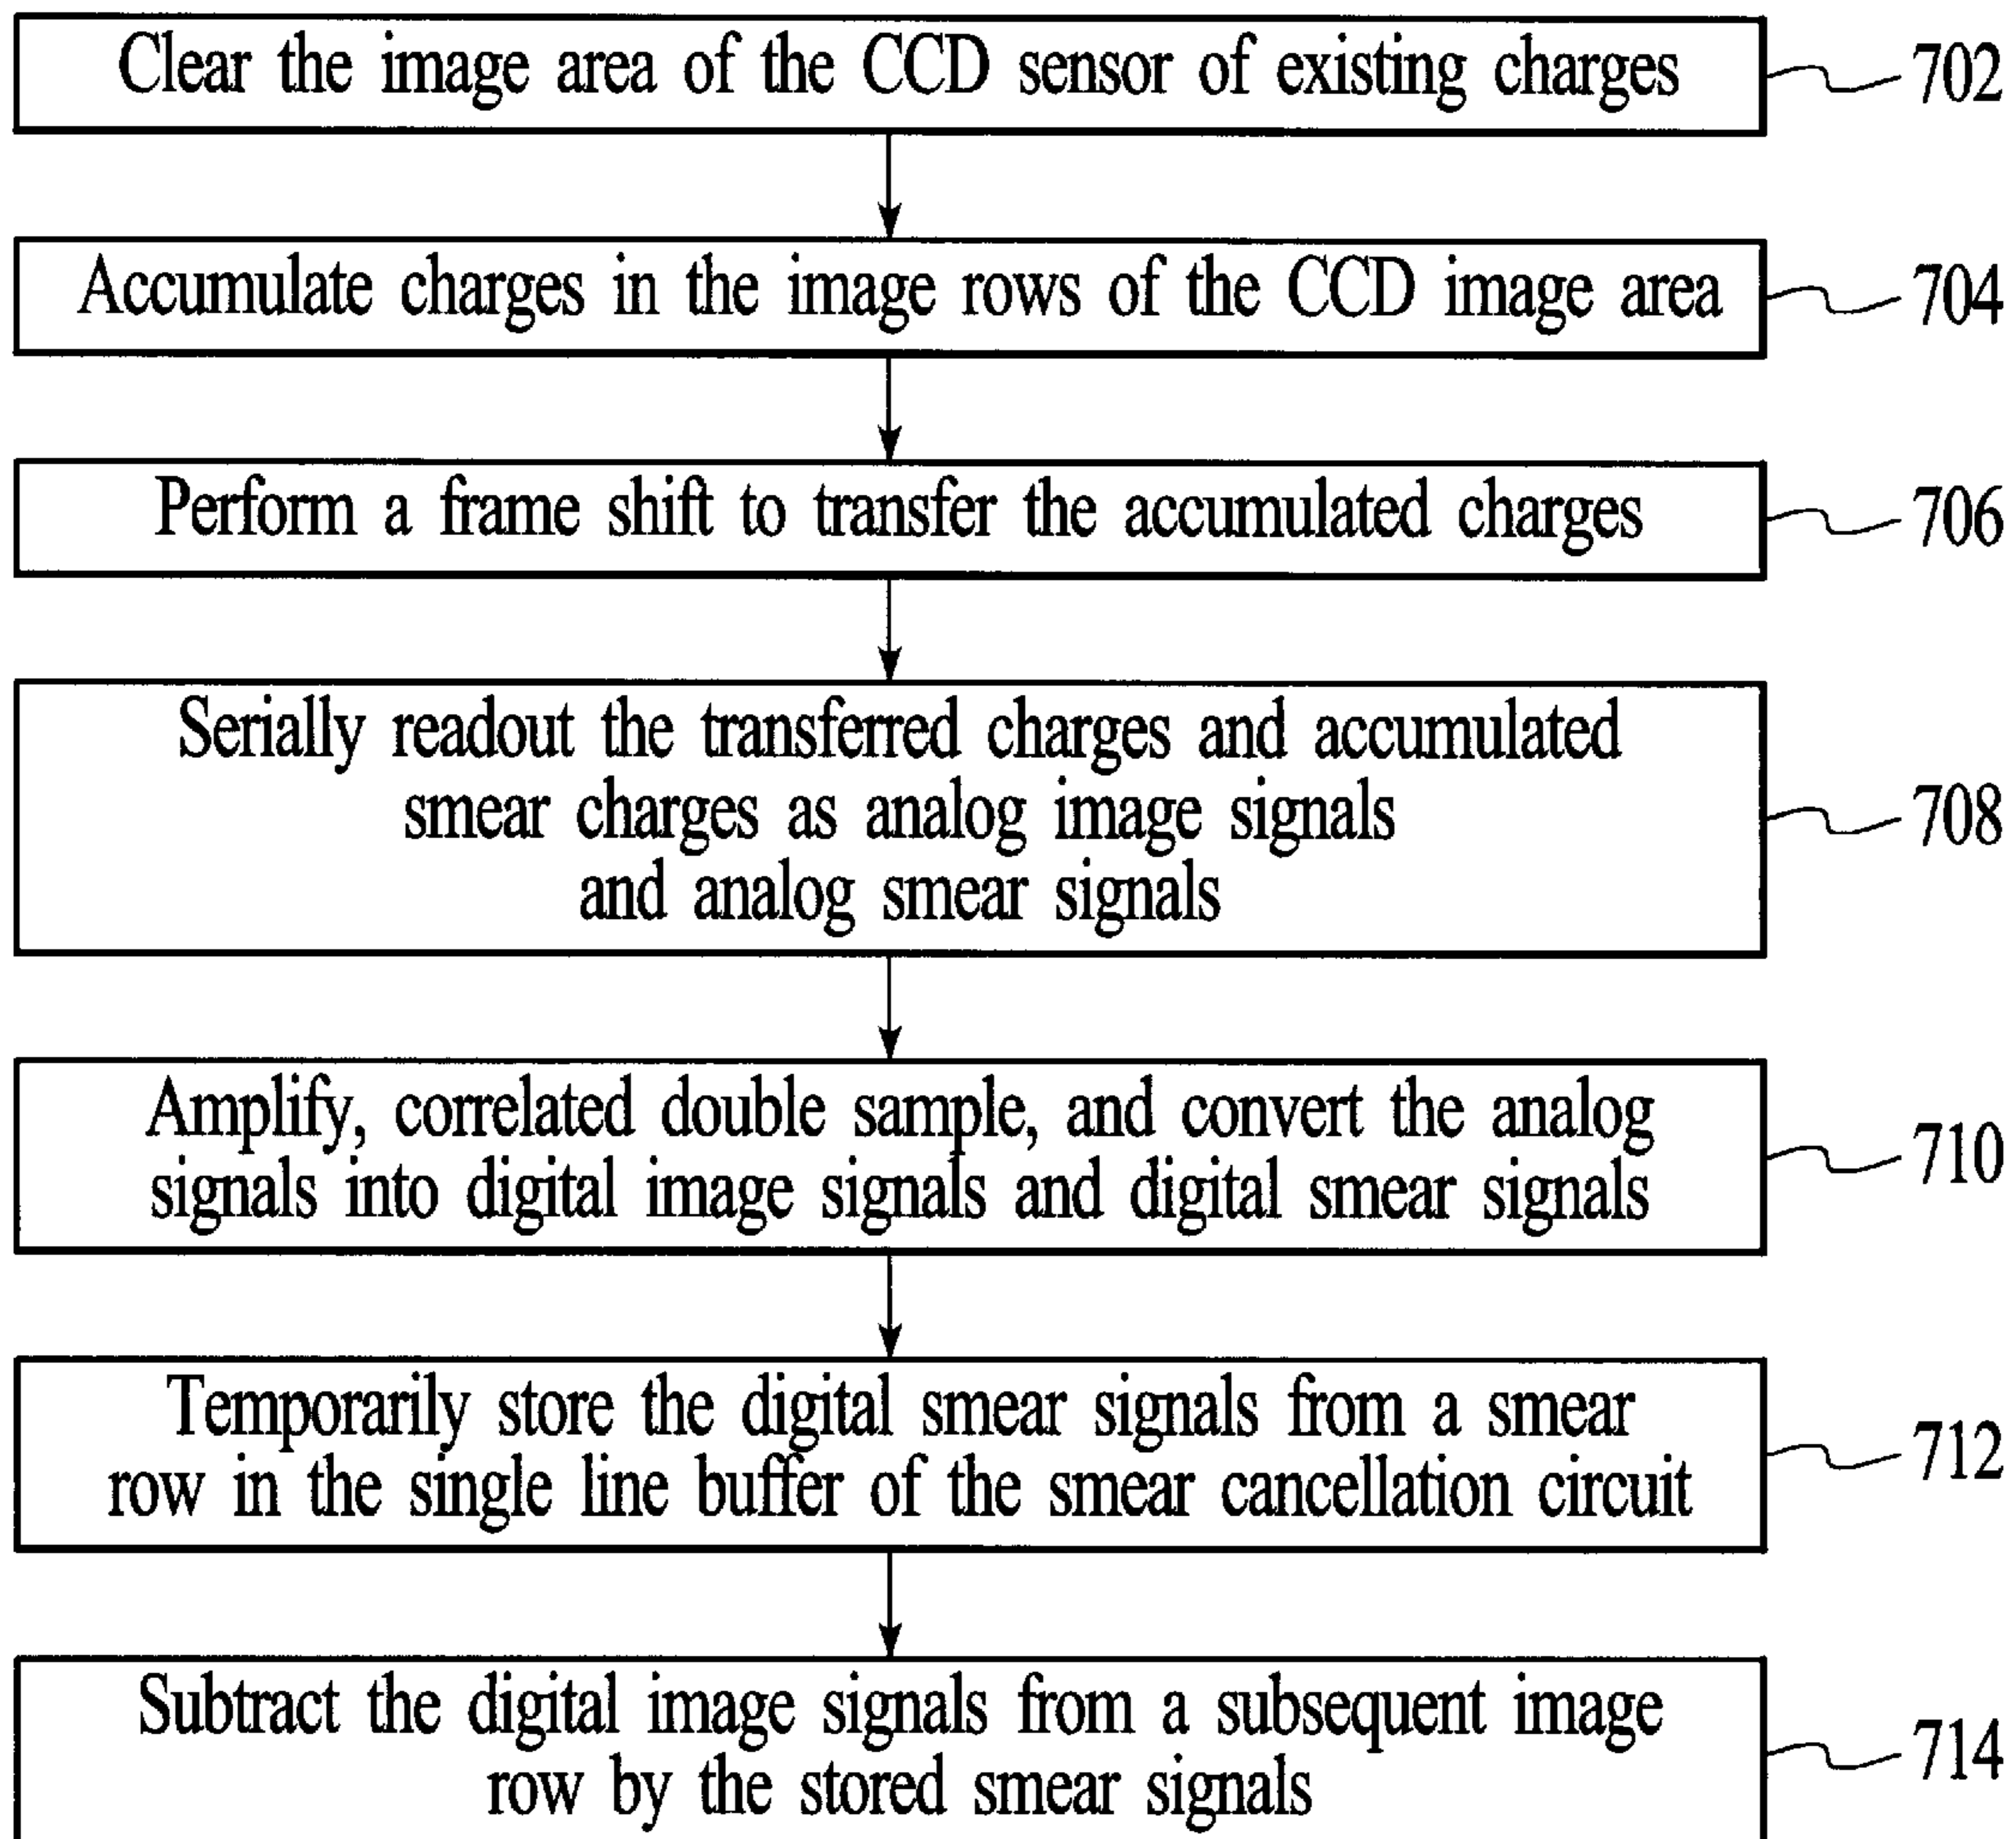 Clear the image area of the CCD sensor of existing charges
702
Accumulate charges in the image rows of the CCD image area
704
Perform a frame shift to transfer the accumulated charges
706
Serially readout the transferred charges and accumulated
smear charges as analog image signals
and analog smear signals
708
Amplify, correlated double sample, and convert the analog
signals into digital image signals and digital smear signals
710
Temporarily store the digital smear signals from a smear
row in the single line buffer of the smear cancellation circuit
712
Subtract the digital image signals from a subsequent image
row by the stored smear signals
714